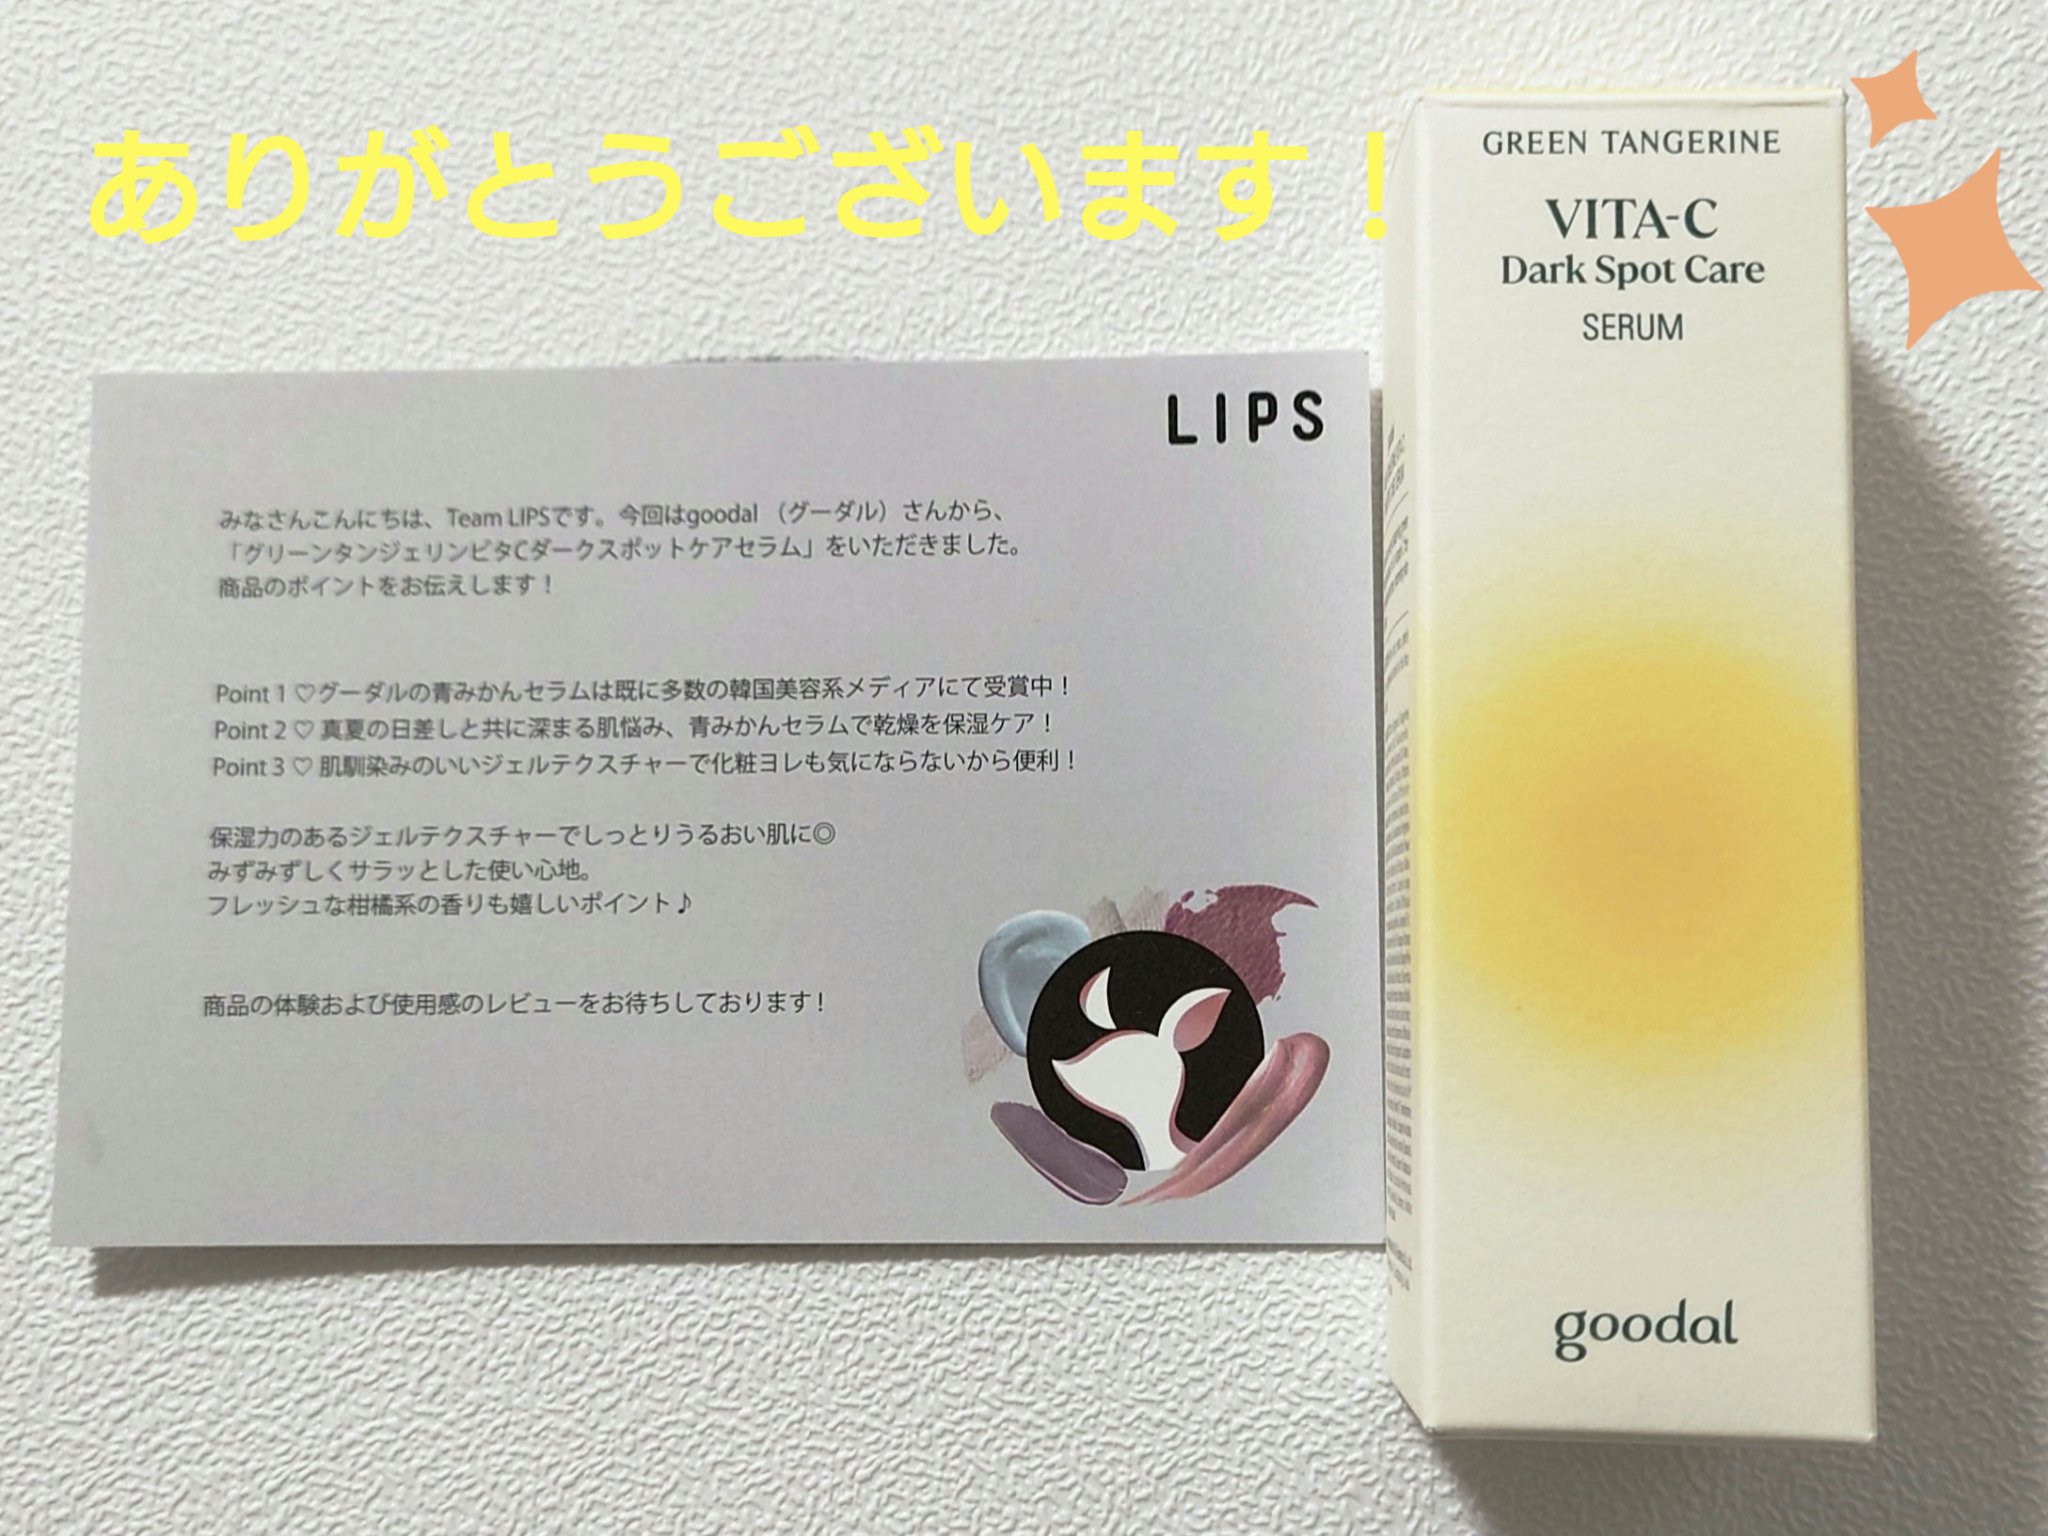 ありがとうございます！
LIPS
みなさんこんにちは、Team LIPSです。今回はgoodal（グーダル）さんから、
「グリーンタンジェリンビタCダークスポットケアセラム」をいただきました。
商品のポイントをお伝えします！
Point 1 ♡グーダルの青みかんセラムは既に多数の韓国美容系メディアにて受賞中！
Point 2 ♡ 真夏の日差しと共に深まる肌悩み、青みかんセラムで乾燥を保湿ケア！
Point 3 ♡ 肌馴染みのいいジェルテクスチャーで化粧ヨレも気にならないから便利！
保湿力のあるジェルテクスチャーでしっとりうるおい肌に◎
みずみずしくサラッとした使い心地。
フレッシュな柑橘系の香りも嬉しいポイント♪
商品の体験および使用感のレビューをお待ちしております！
GREEN TANGERINE
VITA-C
Dark Spot Care
SERUM
goodal